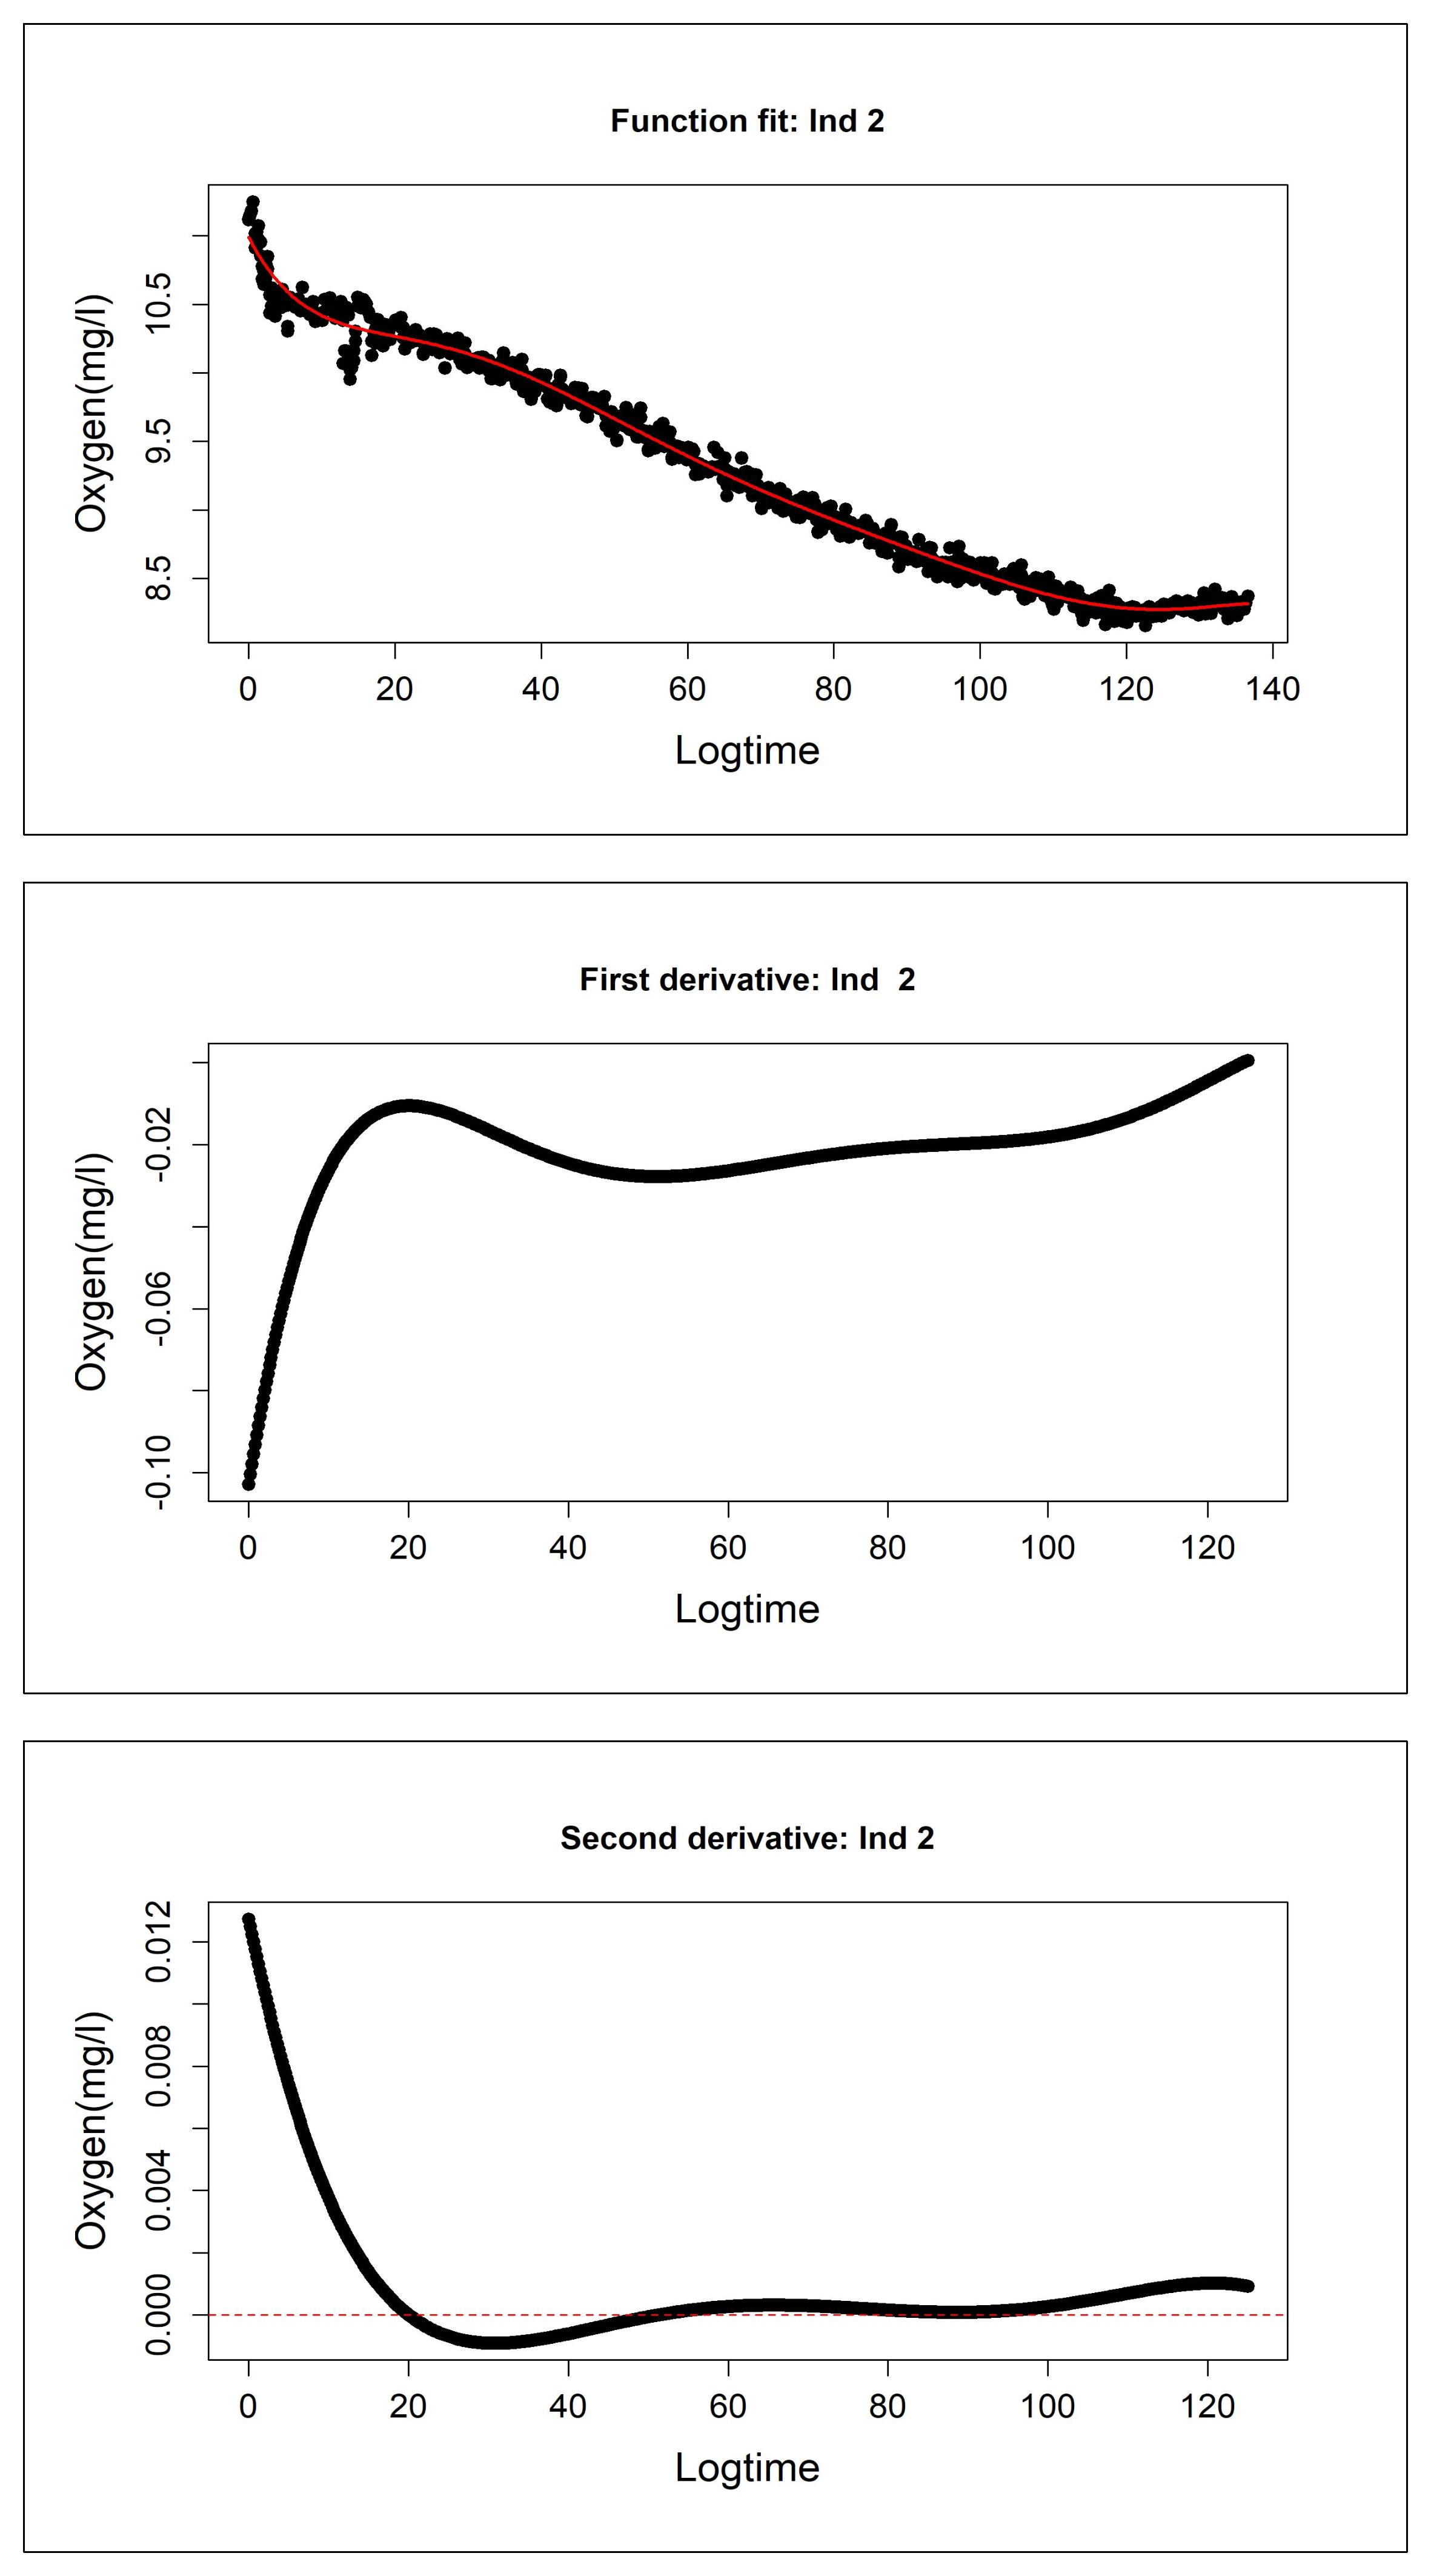 Function fit: Ind 2
10.5
9.5
8.5
Oxygen(mg/l)
0 20 40 60 80 100 120 140
Logtime
First derivative: Ind  2
-0.02
-0.06
-0.10
Oxygen(mg/l)
0 20 40 60 80 100 120
Logtime
Second derivative: Ind 2
0.012
0.008
0.004
0.000
Oxygen(mg/l)
0 20 40 60 80 100 120
Logtime